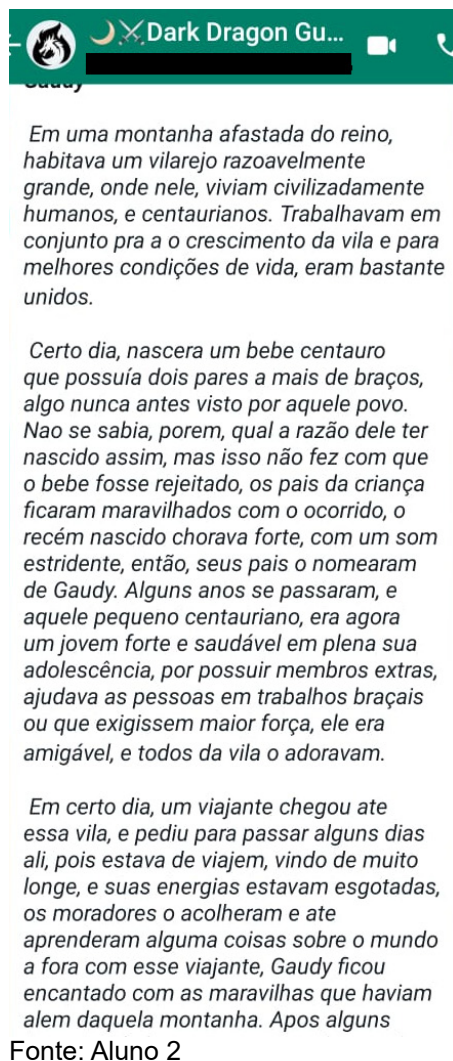 Dark Dragon Gu...
Em uma montanha afastada do reino,
habitava um vilarejo razoavelmente
grande, onde nele, viviam civilizadamente
humanos, e centaurianos. Trabalhavam em
conjunto pra a o crescimento da vila e para
melhores condições de vida, eram bastante
unidos.
Certo dia, nascera um bebe centauro
que possuía dois pares a mais de braços,
algo nunca antes visto por aquele povo.
Nao se sabia, porem, qual a razão dele ter
nascido assim, mas isso não fez com que
o bebe fosse rejeitado, os pais da criança
ficaram maravilhados com o ocorrido, o
recém nascido chorava forte, com um som
estridente, então, seus pais o nomearam
de Gaudy. Alguns anos se passaram, e
aquele pequeno centauriano, era agora
um jovem forte e saudável em plena sua
adolescência, por possuir membros extras,
ajudava as pessoas em trabalhos braçais
ou que exigissem maior força, ele era
amigável, e todos da vila o adoravam.
Em certo dia, um viajante chegou ate
essa vila, e pediu para passar alguns dias
ali, pois estava de viajem, vindo de muito
longe, e suas energias estavam esgotadas,
os moradores o acolheram e ate
aprenderam alguma coisas sobre o mundo
a fora com esse viajante, Gaudy ficou
encantado com as maravilhas que haviam
alem daquela montanha. Apos alguns
Fonte: Aluno 2